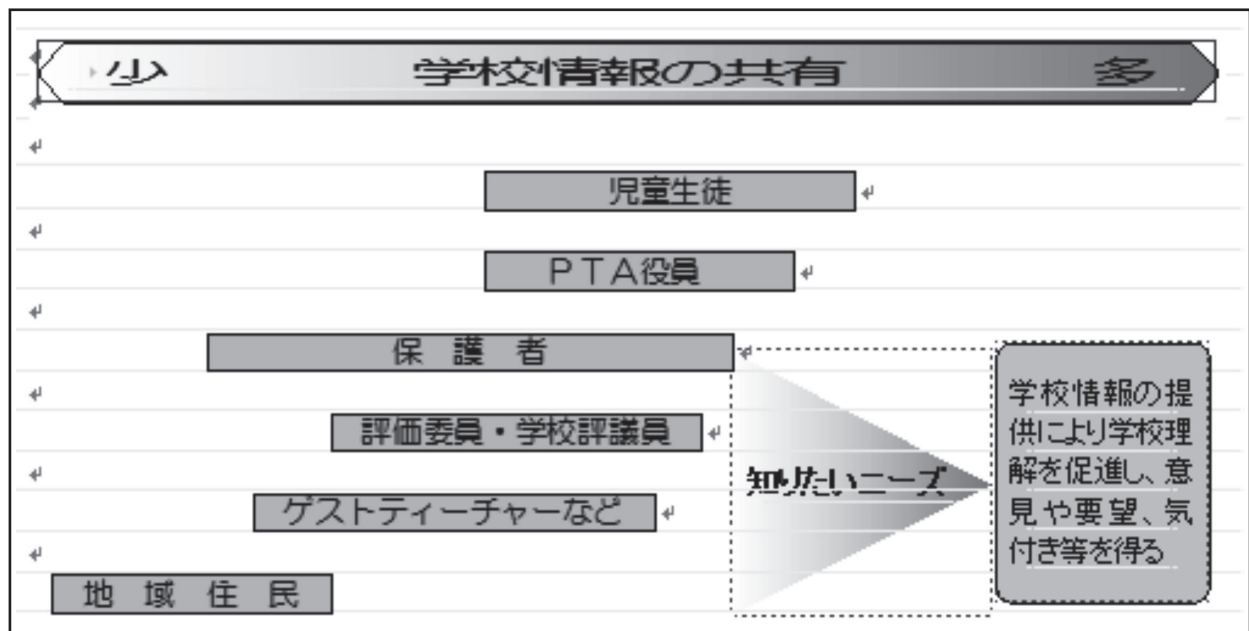 少 学校情報の共有 多
児童生徒
PTA役員
保護者
評価委員・学校評議員
ゲストティーチャーなど
地域住民
知りたいニーズ
学校情報の提
供により学校理
解を促進し、意
見や要望、気
付き等を得る